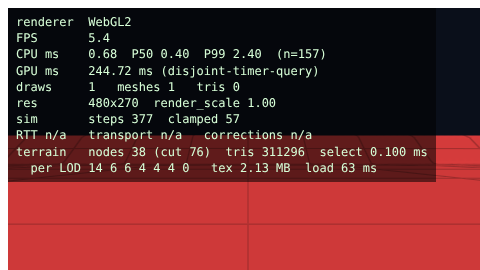 renderer  WebGL2
FPS       5.4
CPU ms    0.68  P50 0.40  P99 2.40  (n=157)
GPU ms    244.72 ms (disjoint-timer-query)
draws     1   meshes 1   tris 0
res       480x270  render_scale 1.00
sim       steps 377  clamped 57
RTT n/a   transport n/a   corrections n/a
terrain   nodes 38 (cut 76)  tris 311296  select 0.100 ms
  per LOD 14 6 6 4 4 4 0   tex 2.13 MB  load 63 ms